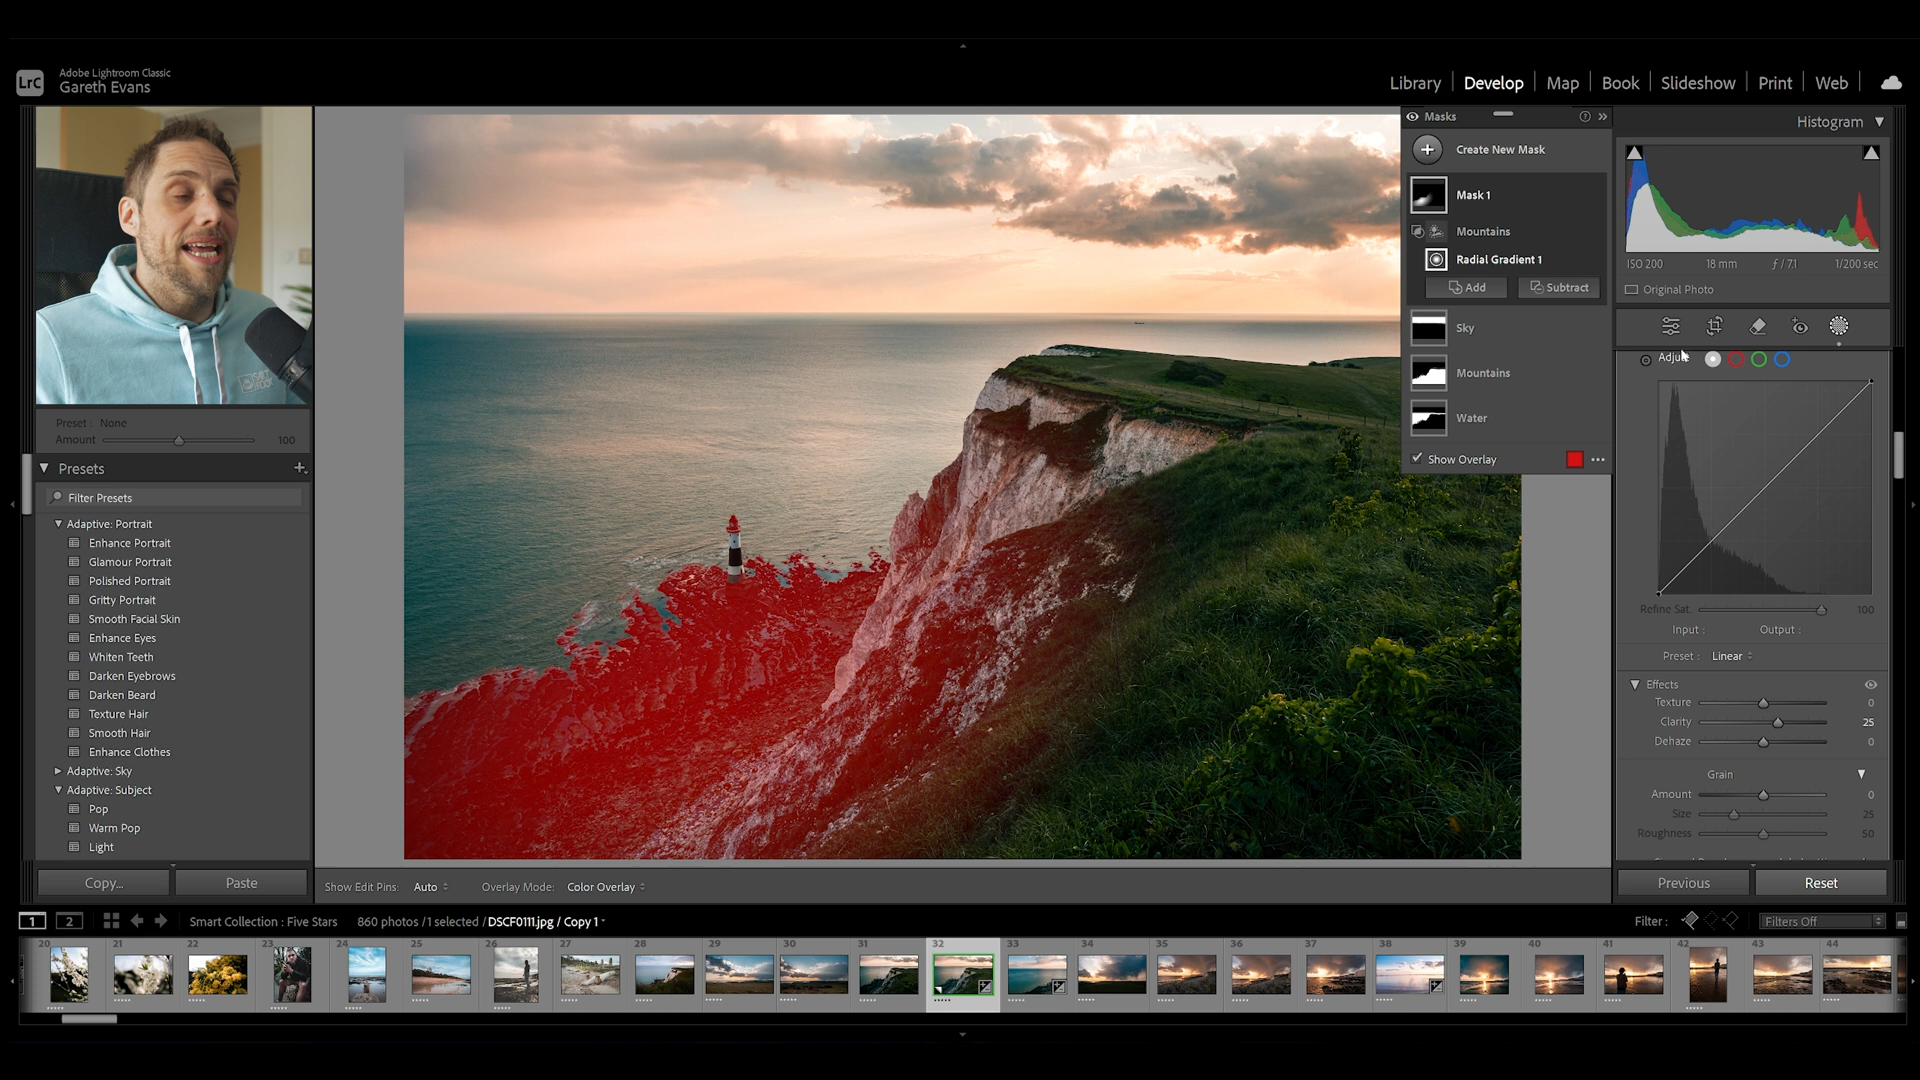 LrC
Adobe Lightroom Classic
Gareth Evans
Library | Develop | Map | Book | Slideshow | Print | Web
Masks
Create New Mask
Mask 1
Mountains
Radial Gradient 1
Add
Subtract
Sky
Mountains
Water
Show Overlay
Histogram
ISO 200 18 mm ƒ / 7.1 1/200 sec
Original Photo
Adjust
Refine Sat. 100
Input : Output :
Preset : Linear
Effects
Texture 0
Clarity 25
Dehaze 0
Grain
Amount 0
Size 25
Roughness 50
Previous
Reset
Preset : None
Amount 100
Presets
Filter Presets
Adaptive: Portrait
Enhance Portrait
Glamour Portrait
Polished Portrait
Gritty Portrait
Smooth Facial Skin
Enhance Eyes
Whiten Teeth
Darken Eyebrows
Darken Beard
Texture Hair
Smooth Hair
Enhance Clothes
Adaptive: Sky
Adaptive: Subject
Pop
Warm Pop
Light
Copy...
Paste
Show Edit Pins: Auto Overlay Mode: Color Overlay
1 2 Smart Collection : Five Stars 860 photos / 1 selected / DSCF0111.jpg / Copy 1
Filter : Filters Off
20 21 22 23 24 25 26 27 28 29 30 31 32 33 34 35 36 37 38 39 40 41 42 43 44